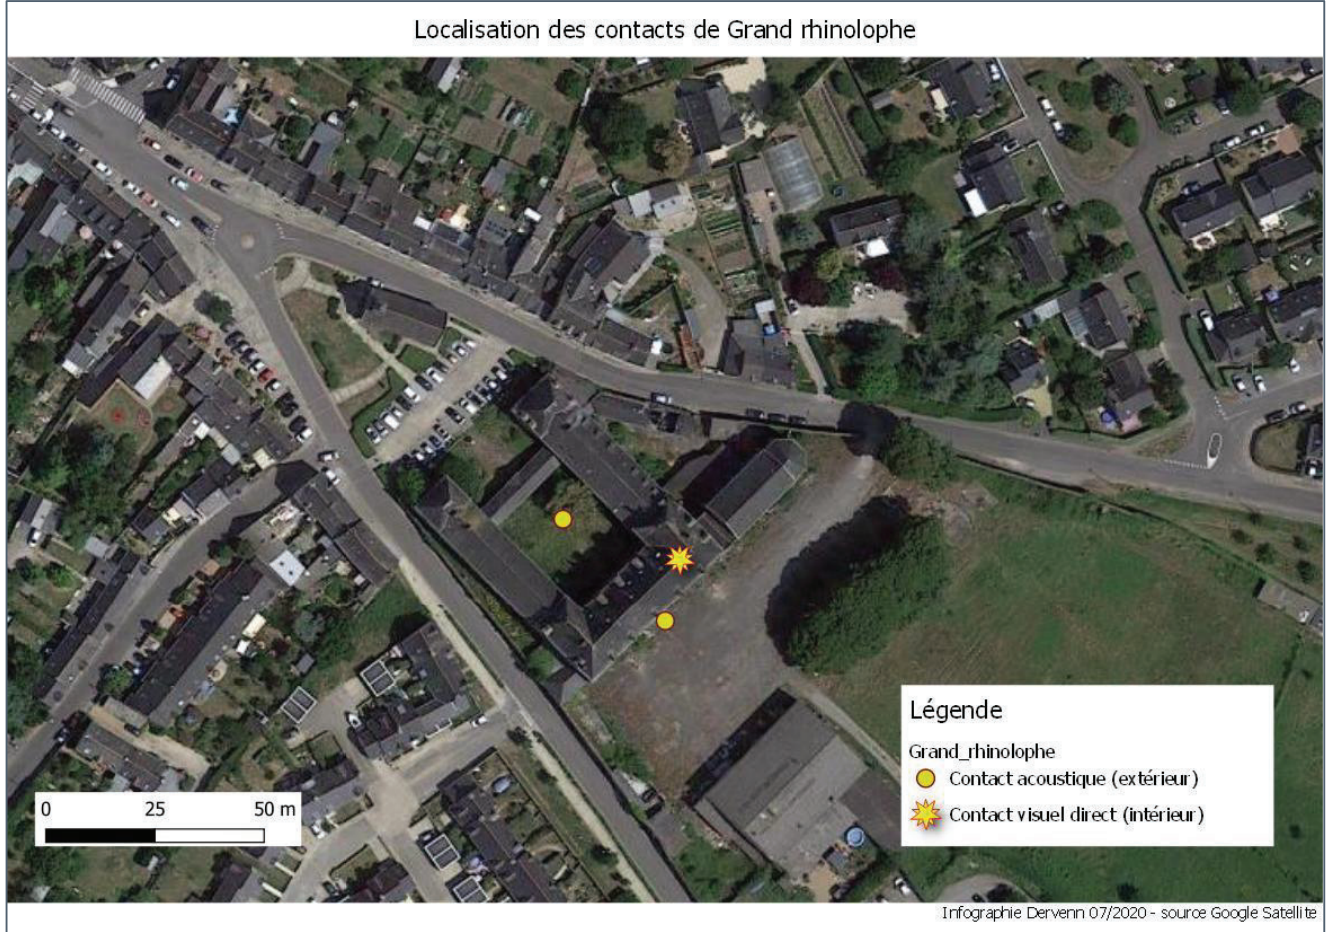 Localisation des contacts de Grand rhinolophe
Légende
Grand_rhinolophe
Contact acoustique (extérieur)
Contact visuel direct (intérieur)
0 25 50 m
Infographie Dervenn 07/2020 - source Google Satellite